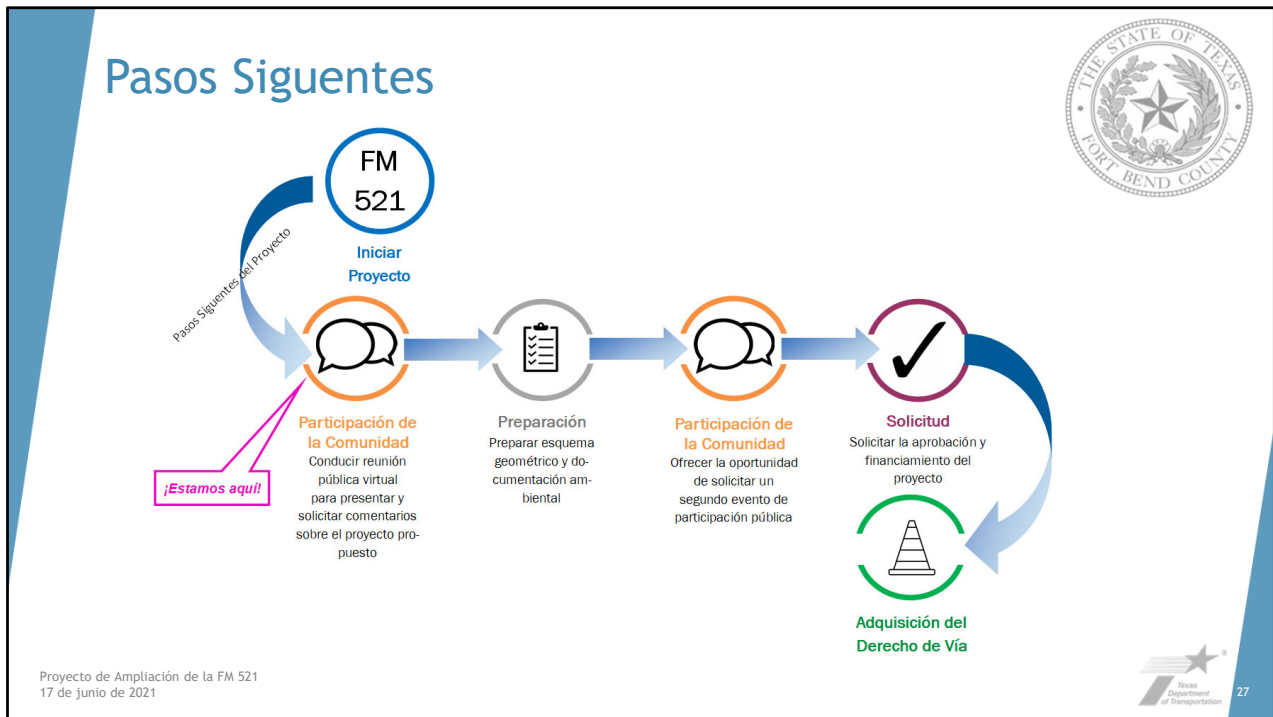 Pasos Siguentes
THE STATE OF TEXAS
FORT BEND COUNTY
FM
521
Iniciar
Proyecto
Pasos Siguentes del Proyecto
¡Estamos aquí!
Participación de
la Comunidad
Conducir reunión
pública virtual
para presentar y
solicitar comentarios
sobre el proyecto pro-
puesto
Preparación
Preparar esquema
geométrico y do-
cumentación am-
biental
Participación de
la Comunidad
Ofrecer la oportunidad
de solicitar un
segundo evento de
participación pública
Solicitud
Solicitar la aprobación y
financiamiento del
proyecto
Adquisición del
Derecho de Vía
Proyecto de Ampliación de la FM 521
17 de junio de 2021
Texas
Department
of Transportation
®
27